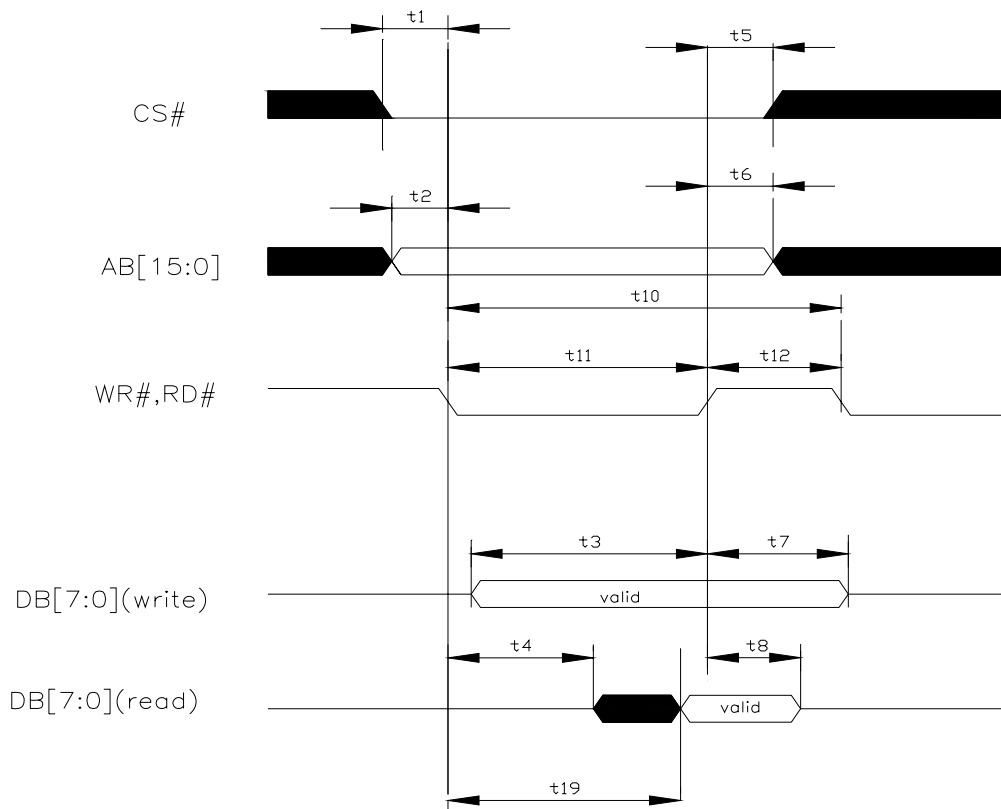 t1
t5
CS#
t6
t2
AB[15:0]
t10
t11 t12
WR#,RD#
t3 t7
DB[7:0](write) valid
t4 t8
DB[7:0](read) valid
t19